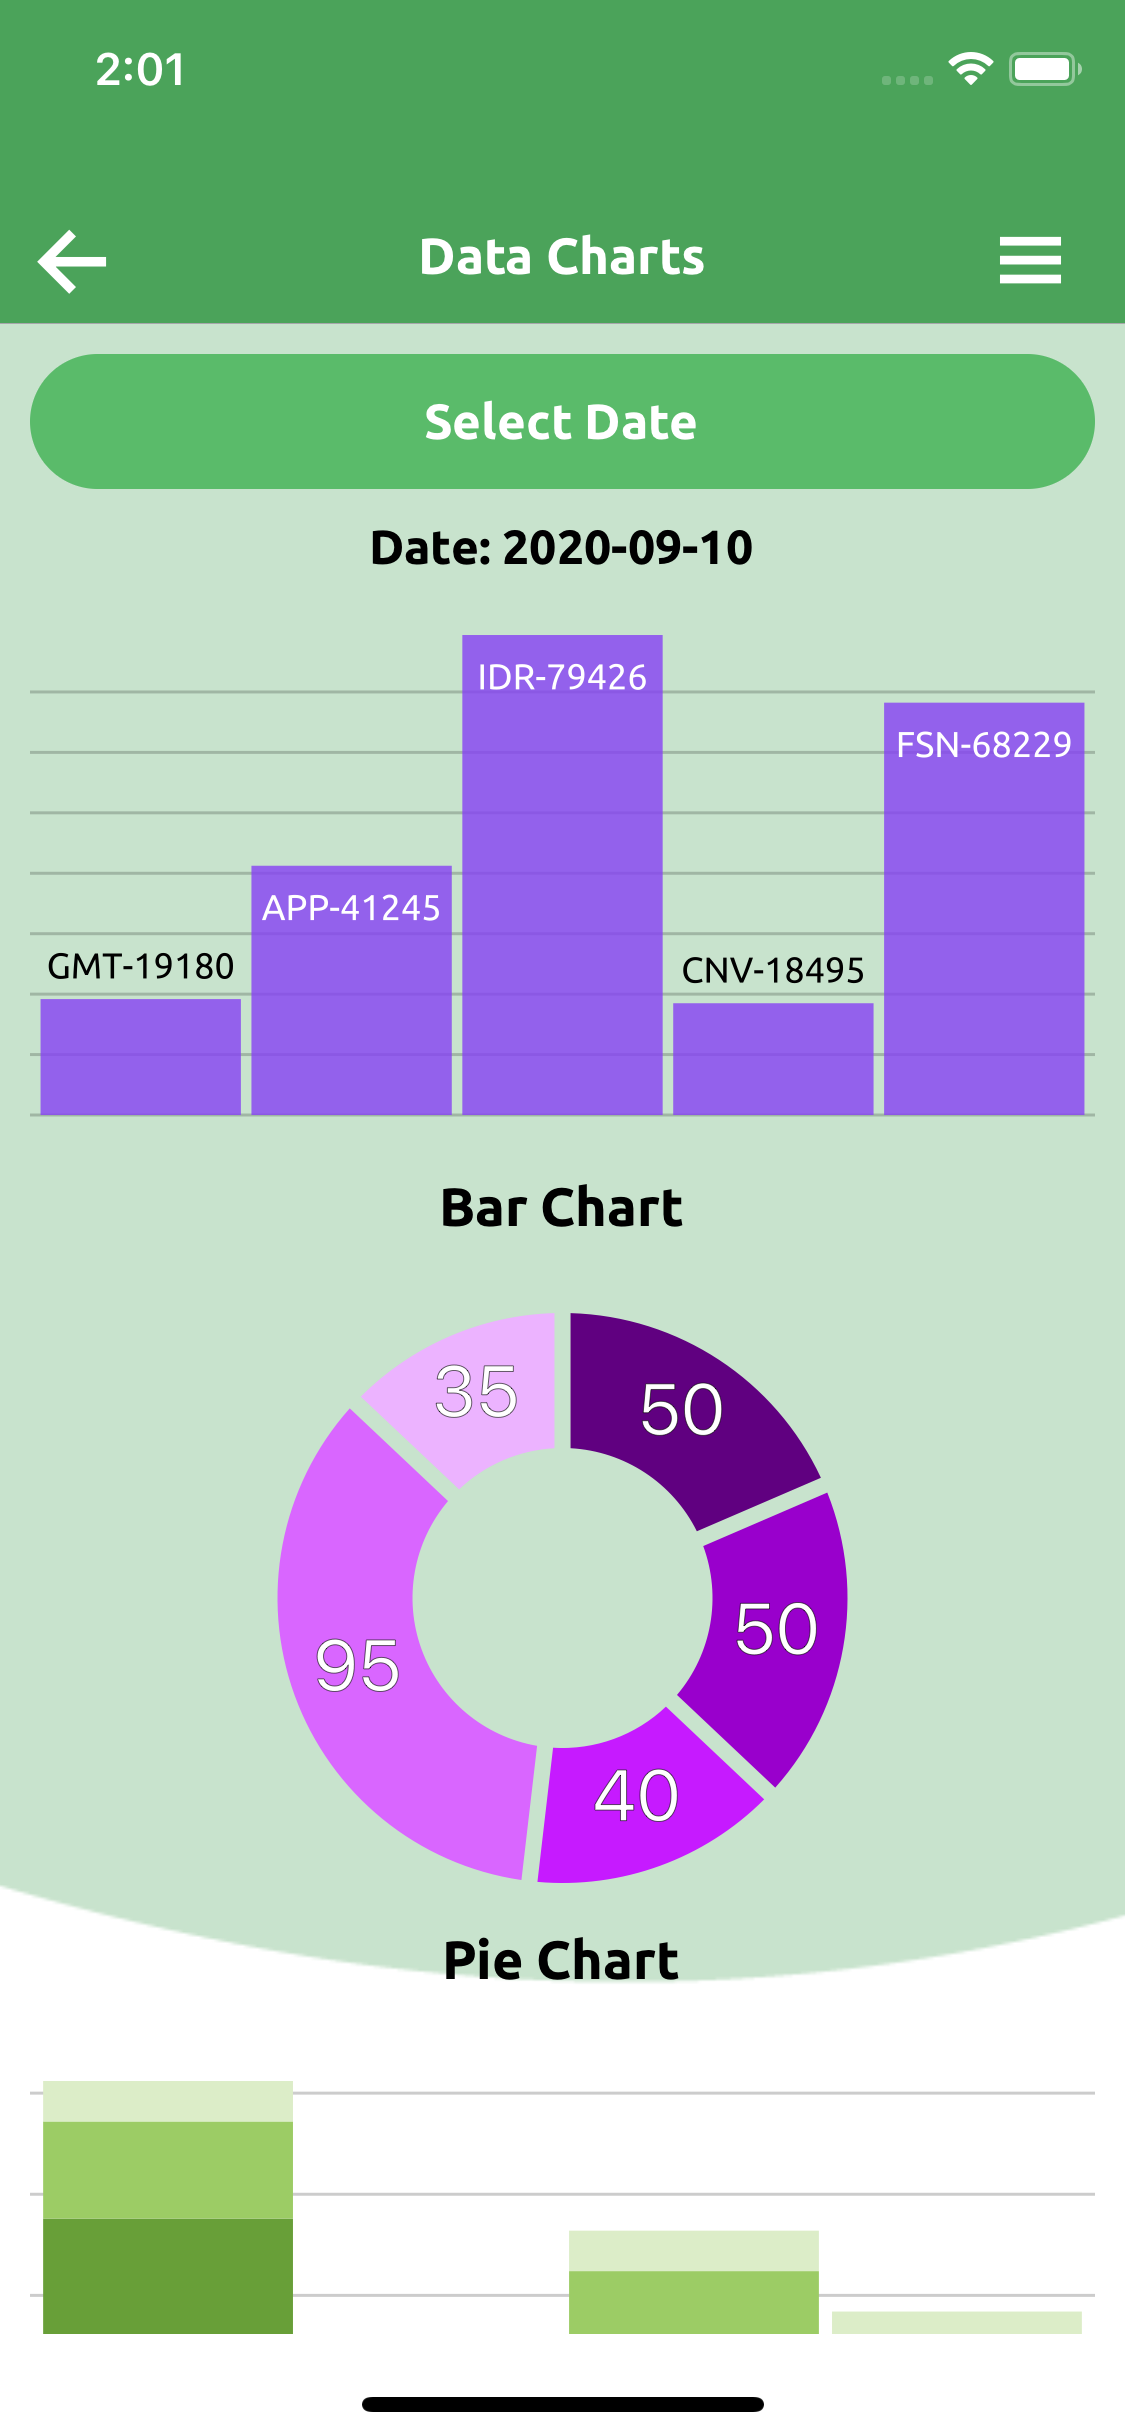 2:01
Data Charts
Select Date
Date: 2020-09-10
IDR-79426
FSN-68229
APP-41245
GMT-19180
CNV-18495
Bar Chart
35
50
50
95
40
Pie Chart